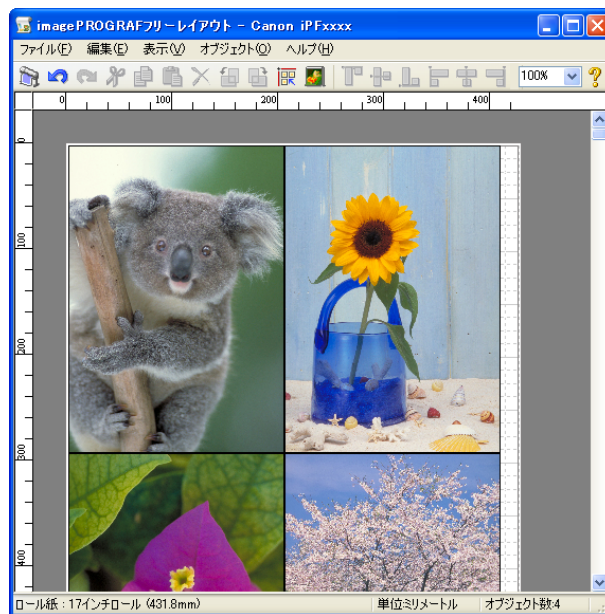 imagePROGRAFフリーレイアウト - Canon iPFxxxx
ファイル(F) 編集(E) 表示(V) オブジェクト(O) ヘルプ(H)
100%
0 100 200 300 400
0
100
200
300
400
ロール紙 : 17インチロール (431.8mm) 単位ミリメートル オブジェクト数:4